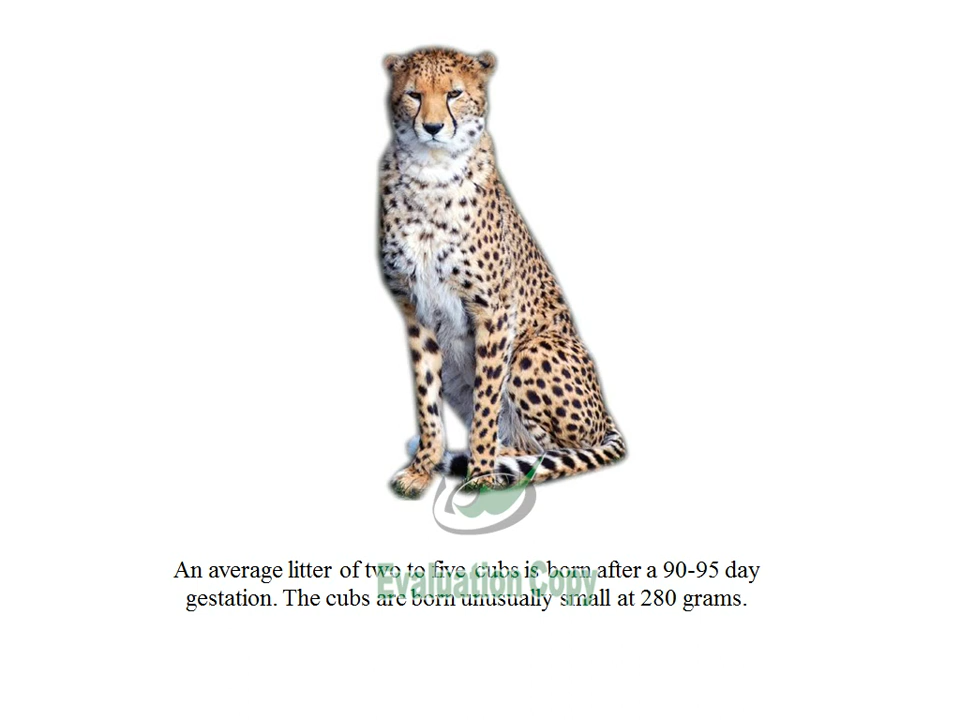 An average litter of two to five cubs is born after a 90-95 day
Evaluation Copy
gestation. The cubs are born unusually small at 280 grams.